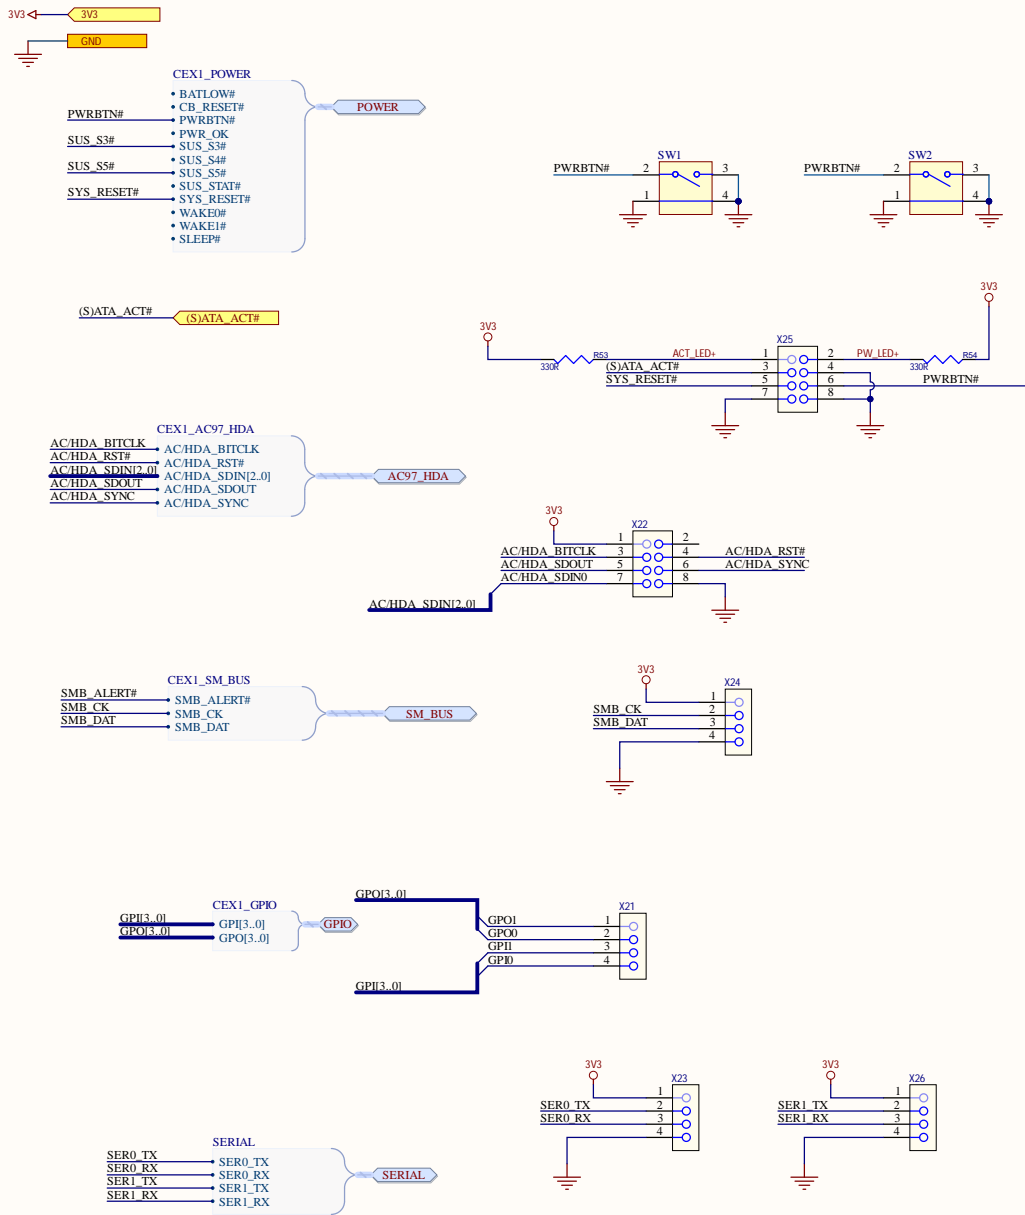 3V3 3V3
GND
CEX1_POWER
BATLOW#
CB_RESET#
PWRBTN# PWRBTN#
PWR_OK
SUS_S3# SUS_S3#
SUS_S4#
SUS_S5# SUS_S5#
SUS_STAT#
SYS_RESET# SYS_RESET#
WAKE0#
WAKE1#
SLEEP#
POWER
SW1
PWRBTN# 2 3
1 4
SW2
PWRBTN# 2 3
1 4
(S)ATA_ACT# (S)ATA_ACT#
3V3
3V3
X25
R53 ACT_LED+ 1 2 PW_LED+ R54
330R 330R
(S)ATA_ACT# 3 4
SYS_RESET# 5 6 PWRBTN#
7 8
CEX1_AC97_HDA
AC/HDA_BITCLK AC/HDA_BITCLK
AC/HDA_RST# AC/HDA_RST#
AC/HDA_SDIN[2..0] AC/HDA_SDIN[2..0]
AC/HDA_SDOUT AC/HDA_SDOUT
AC/HDA_SYNC AC/HDA_SYNC
AC97_HDA
3V3
X22
1 2
AC/HDA_BITCLK 3 4 AC/HDA_RST#
AC/HDA_SDOUT 5 6 AC/HDA_SYNC
AC/HDA_SDIN0 7 8
AC/HDA_SDIN[2..0]
CEX1_SM_BUS
SMB_ALERT# SMB_ALERT#
SMB_CK SMB_CK
SMB_DAT SMB_DAT
SM_BUS
3V3
X24
1
SMB_CK 2
SMB_DAT 3
4
CEX1_GPIO
GPI[3..0] GPI[3..0]
GPO[3..0] GPO[3..0]
GPIO
GPO[3..0]
X21
GPO1 1
GPO0 2
GPI1 3
GPI0 4
GPI[3..0]
3V3
X23
1
SER0_TX 2
SER0_RX 3
4
3V3
X26
1
SER1_TX 2
SER1_RX 3
4
SERIAL
SER0_TX SER0_TX
SER0_RX SER0_RX
SER1_TX SER1_TX
SER1_RX SER1_RX
SERIAL